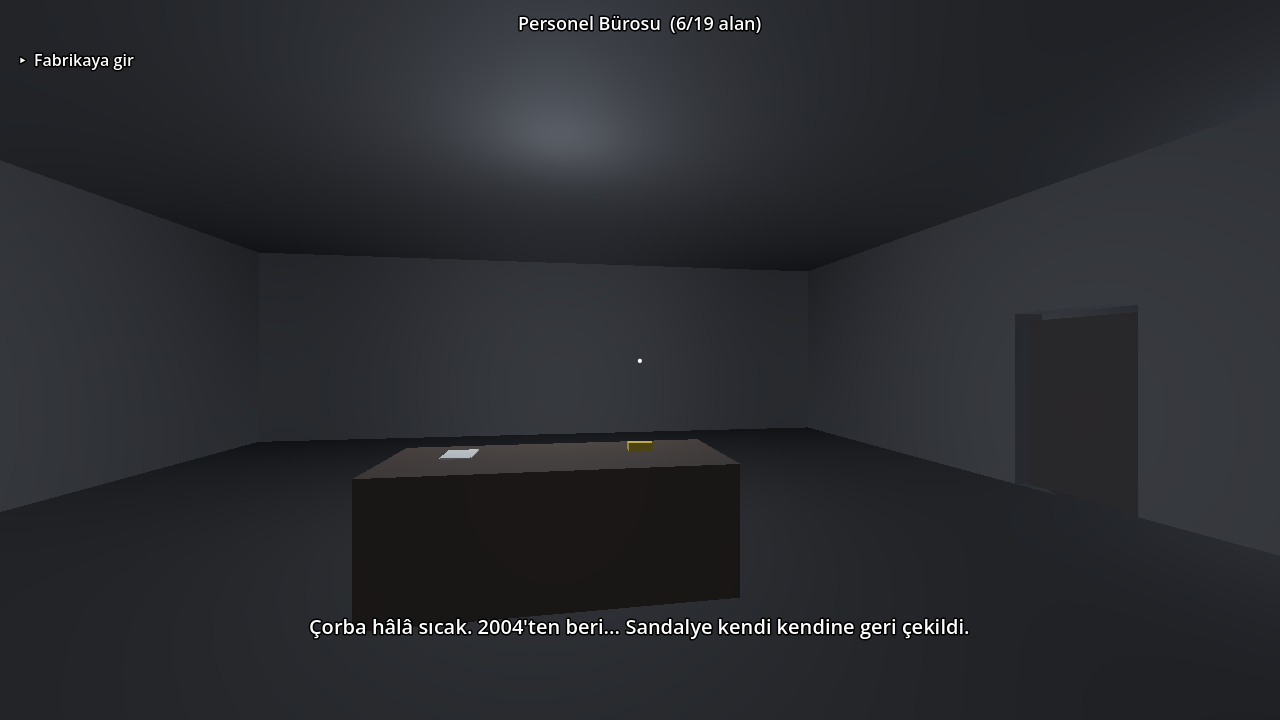 Personel Bürosu (6/19 alan)
▸ Fabrikaya gir
Çorba hâlâ sıcak. 2004'ten beri... Sandalye kendi kendine geri çekildi.